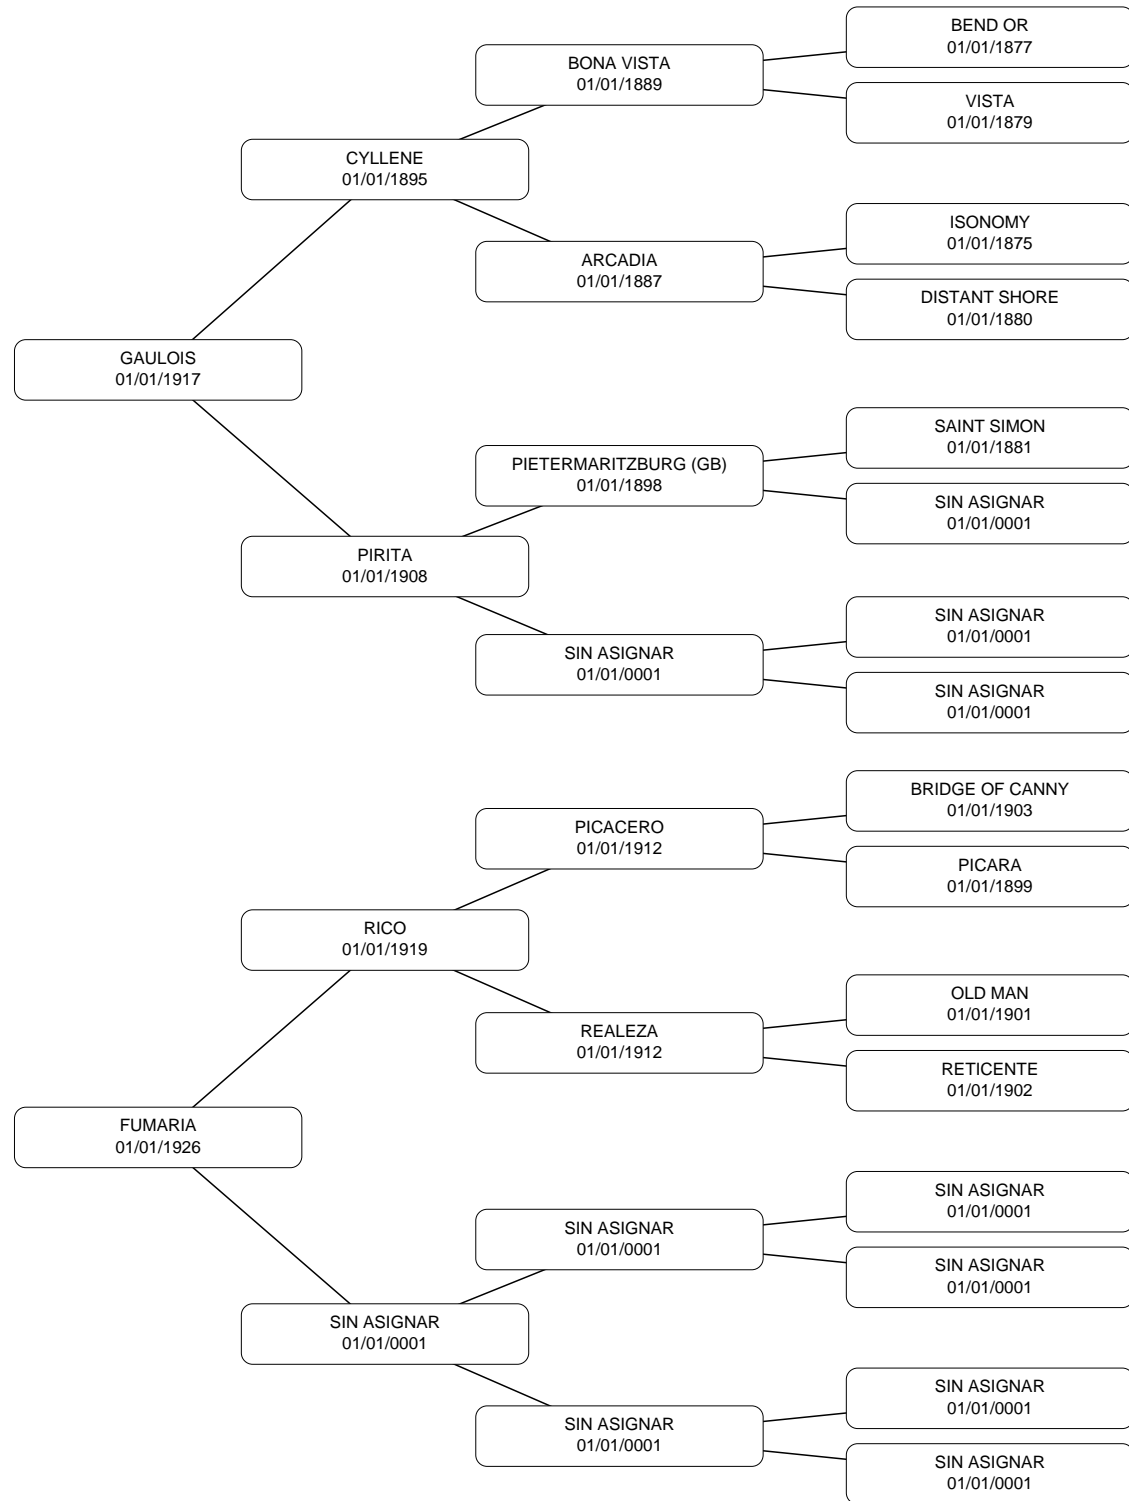 BEND OR
01/01/1877
BONA VISTA
01/01/1889
VISTA
01/01/1879
CYLLENE
01/01/1895
ISONOMY
01/01/1875
ARCADIA
01/01/1887
DISTANT SHORE
01/01/1880
GAULOIS
01/01/1917
SAINT SIMON
01/01/1881
PIETERMARITZBURG (GB)
01/01/1898
SIN ASIGNAR
01/01/0001
PIRITA
01/01/1908
SIN ASIGNAR
01/01/0001
SIN ASIGNAR
01/01/0001
SIN ASIGNAR
01/01/0001
BRIDGE OF CANNY
01/01/1903
PICACERO
01/01/1912
PICARA
01/01/1899
RICO
01/01/1919
OLD MAN
01/01/1901
REALEZA
01/01/1912
RETICENTE
01/01/1902
FUMARIA
01/01/1926
SIN ASIGNAR
01/01/0001
SIN ASIGNAR
01/01/0001
SIN ASIGNAR
01/01/0001
SIN ASIGNAR
01/01/0001
SIN ASIGNAR
01/01/0001
SIN ASIGNAR
01/01/0001
SIN ASIGNAR
01/01/0001